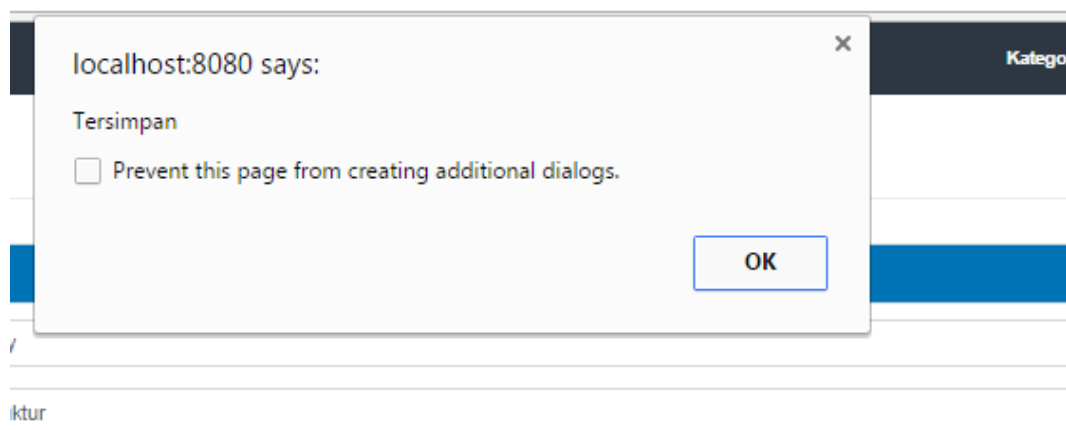 localhost:8080 says:
Tersimpan
Prevent this page from creating additional dialogs.
OK